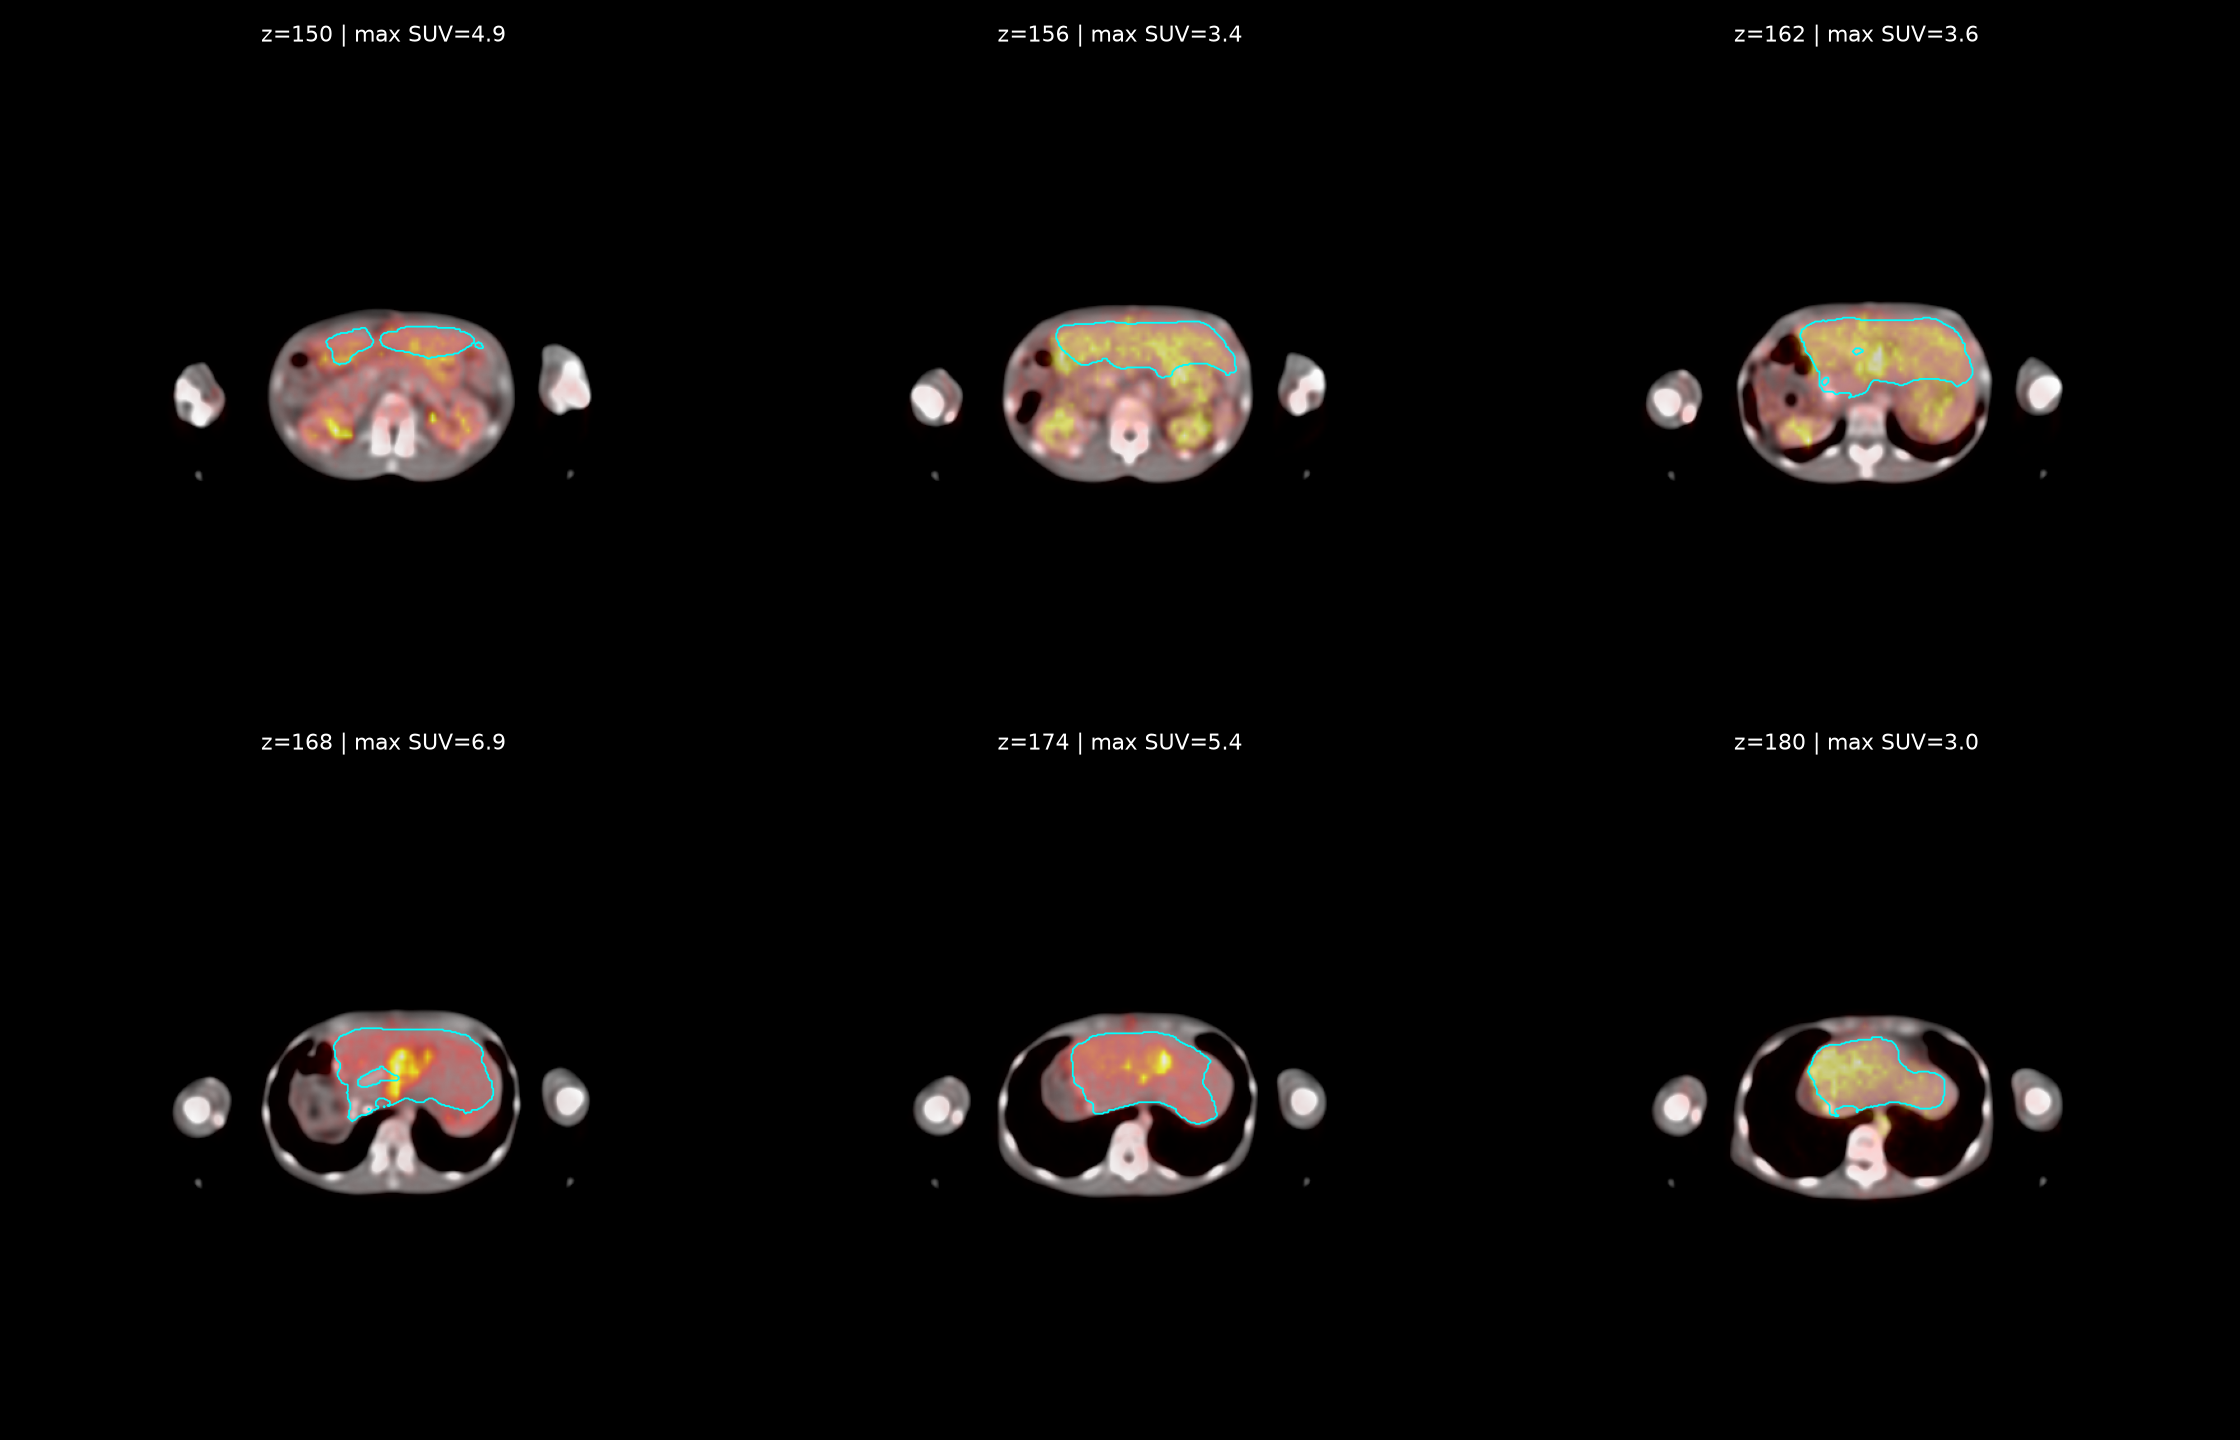 z=150 | max SUV=4.9
z=156 | max SUV=3.4
z=162 | max SUV=3.6
z=168 | max SUV=6.9
z=174 | max SUV=5.4
z=180 | max SUV=3.0